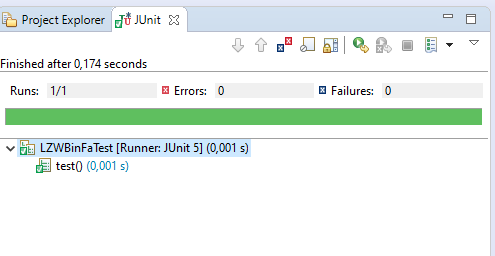 Project Explorer JUnit
Finished after 0,174 seconds
Runs: 1/1 Errors: 0 Failures: 0
LZWBinFaTest [Runner: JUnit 5] (0,001 s)
test() (0,001 s)